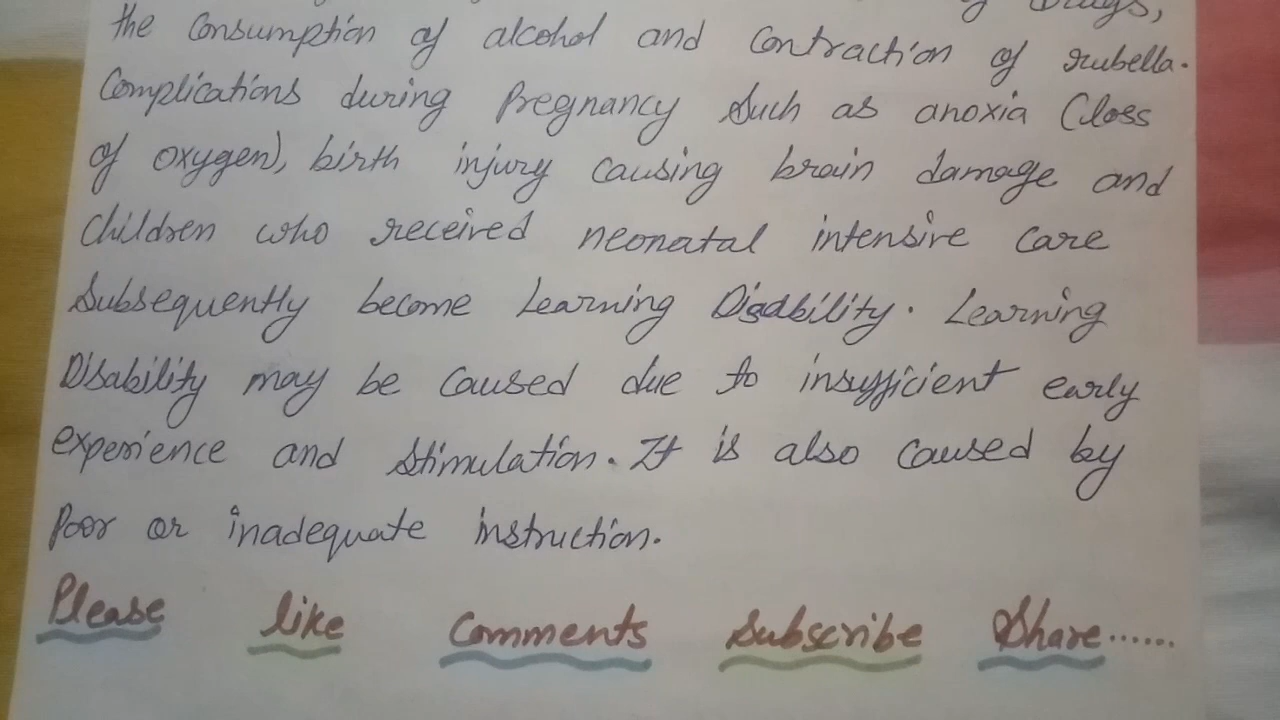 Drugs,
the Consumption of alcohol and Contraction of rubella.
Complications during Pregnancy Such as anoxia (loss
of oxygen), birth injury causing brain damage and
Children who received neonatal intensive care
Subsequently become Learning Disability. Learning
Disability may be caused due to insufficient early
experience and Stimulation. It is also caused by
Poor or inadequate instruction.
Please like Comments Subscribe Share......